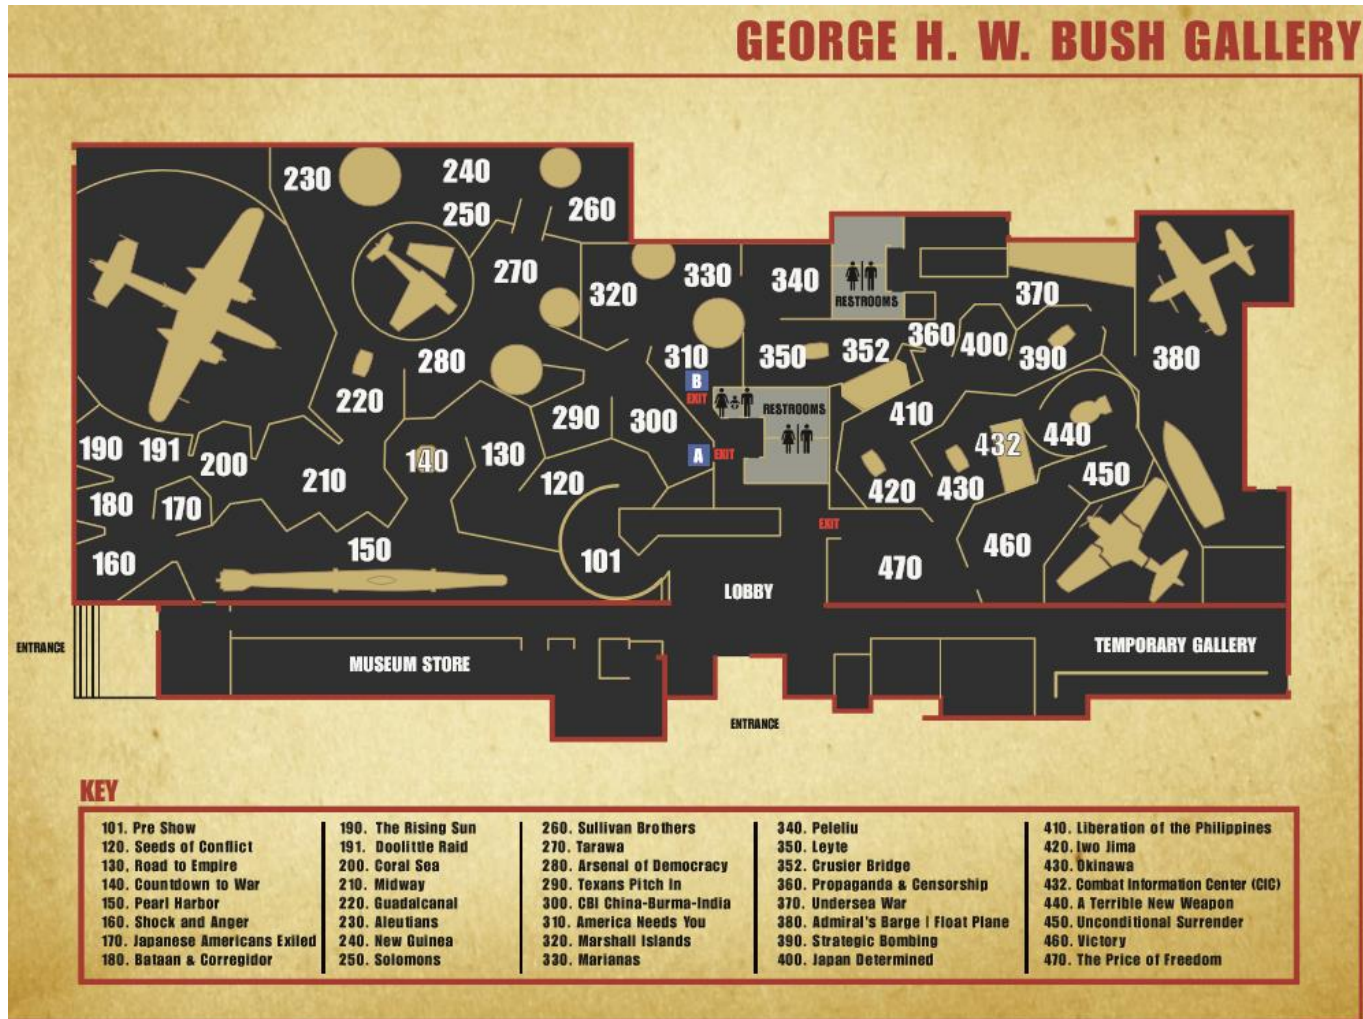 GEORGE H. W. BUSH GALLERY
230
240
250
260
270
320
330
340
RESTROOMS
370
360
400
390
380
280
220
310
350
352
B
EXIT
RESTROOMS
410
290
300
A
EXIT
190
191
200
210
140
130
120
432
440
450
420
430
180
170
160
150
101
EXIT
470
460
LOBBY
ENTRANCE
MUSEUM STORE
TEMPORARY GALLERY
ENTRANCE
KEY
101. Pre Show
120. Seeds of Conflict
130. Road to Empire
140. Countdown to War
150. Pearl Harbor
160. Shock and Anger
170. Japanese Americans Exiled
180. Bataan & Corregidor
190. The Rising Sun
191. Doolittle Raid
200. Coral Sea
210. Midway
220. Guadalcanal
230. Aleutians
240. New Guinea
250. Solomons
260. Sullivan Brothers
270. Tarawa
280. Arsenal of Democracy
290. Texans Pitch In
300. CBI China-Burma-India
310. America Needs You
320. Marshall Islands
330. Marianas
340. Peleliu
350. Leyte
352. Crusier Bridge
360. Propaganda & Censorship
370. Undersea War
380. Admiral's Barge | Float Plane
390. Strategic Bombing
400. Japan Determined
410. Liberation of the Philippines
420. Iwo Jima
430. Okinawa
432. Combat Information Center (CIC)
440. A Terrible New Weapon
450. Unconditional Surrender
460. Victory
470. The Price of Freedom